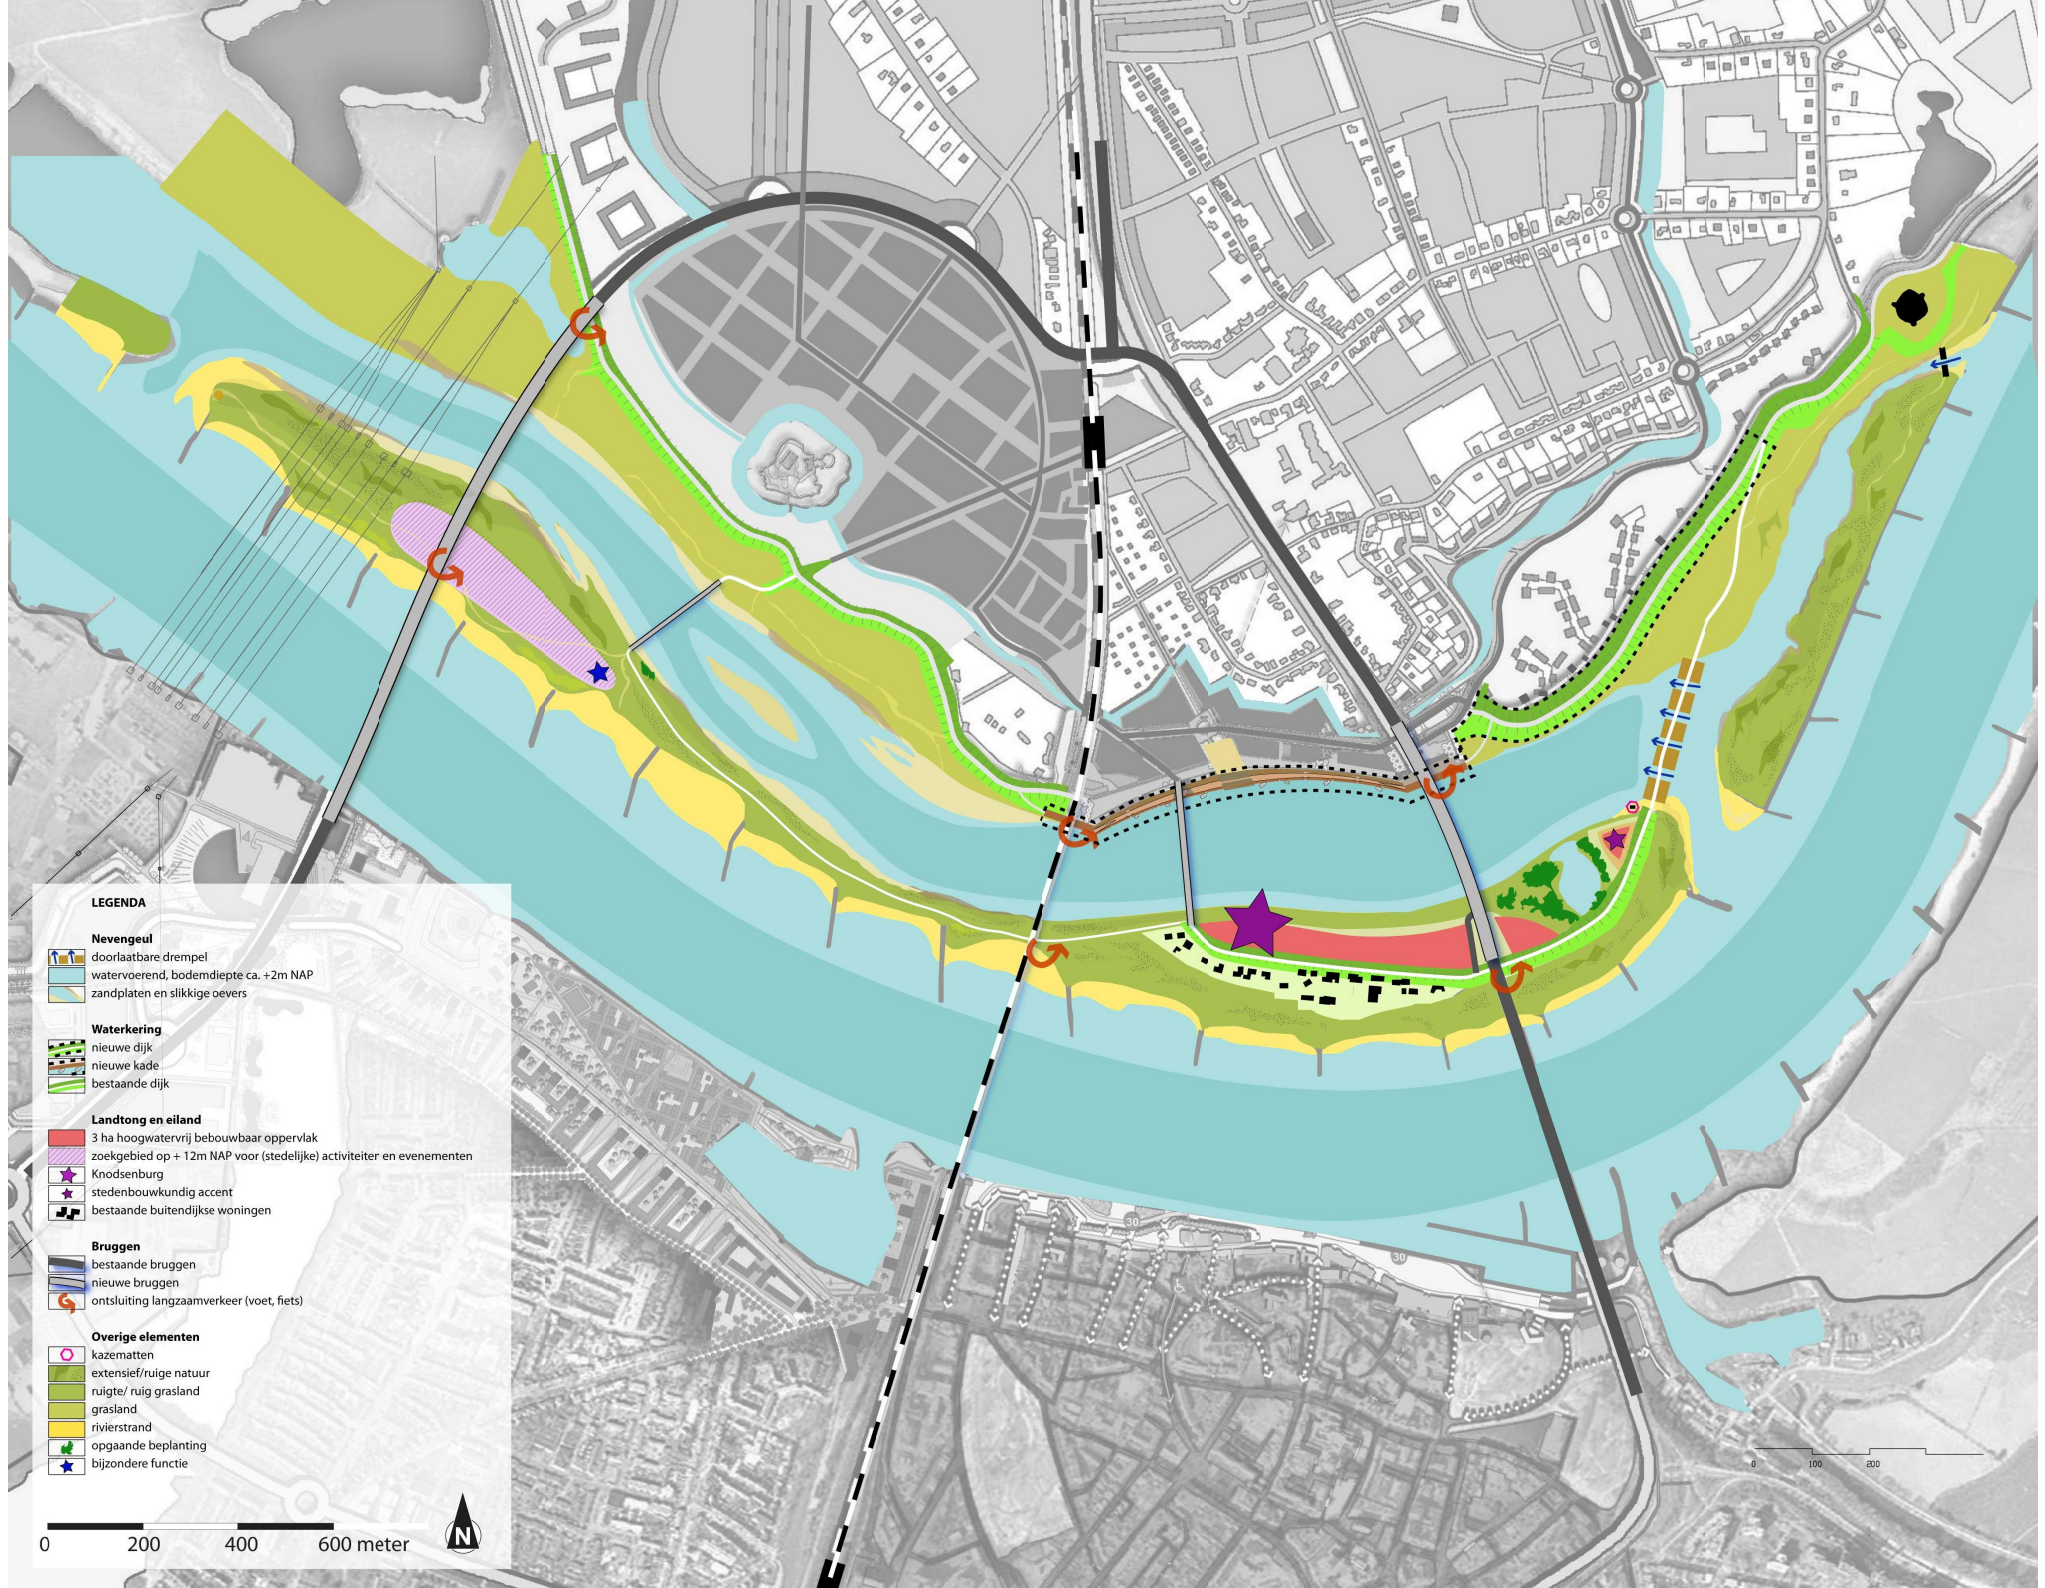 LEGENDA
Nevengeul
doorlaatbare drempel
watervoerend, bodemdiepte ca. +2m NAP
zandplaten en slikkige oevers
Waterkering
nieuwe dijk
nieuwe kade
bestaande dijk
Landtong en eiland
3 ha hoogwatervrij bebouwbaar oppervlak
zoekgebied op + 12m NAP voor (stedelijke) activiteiter en evenementen
Knodsenburg
stedenbouwkundig accent
bestaande buitendijkse woningen
Bruggen
bestaande bruggen
nieuwe bruggen
ontsluiting langzaamverkeer (voet, fiets)
Overige elementen
kazematten
extensief/ruige natuur
ruigte/ ruig grasland
grasland
rivierstrand
opgaande beplanting
bijzondere functie
N
0 200 400 600 meter
30
30
0 100 200